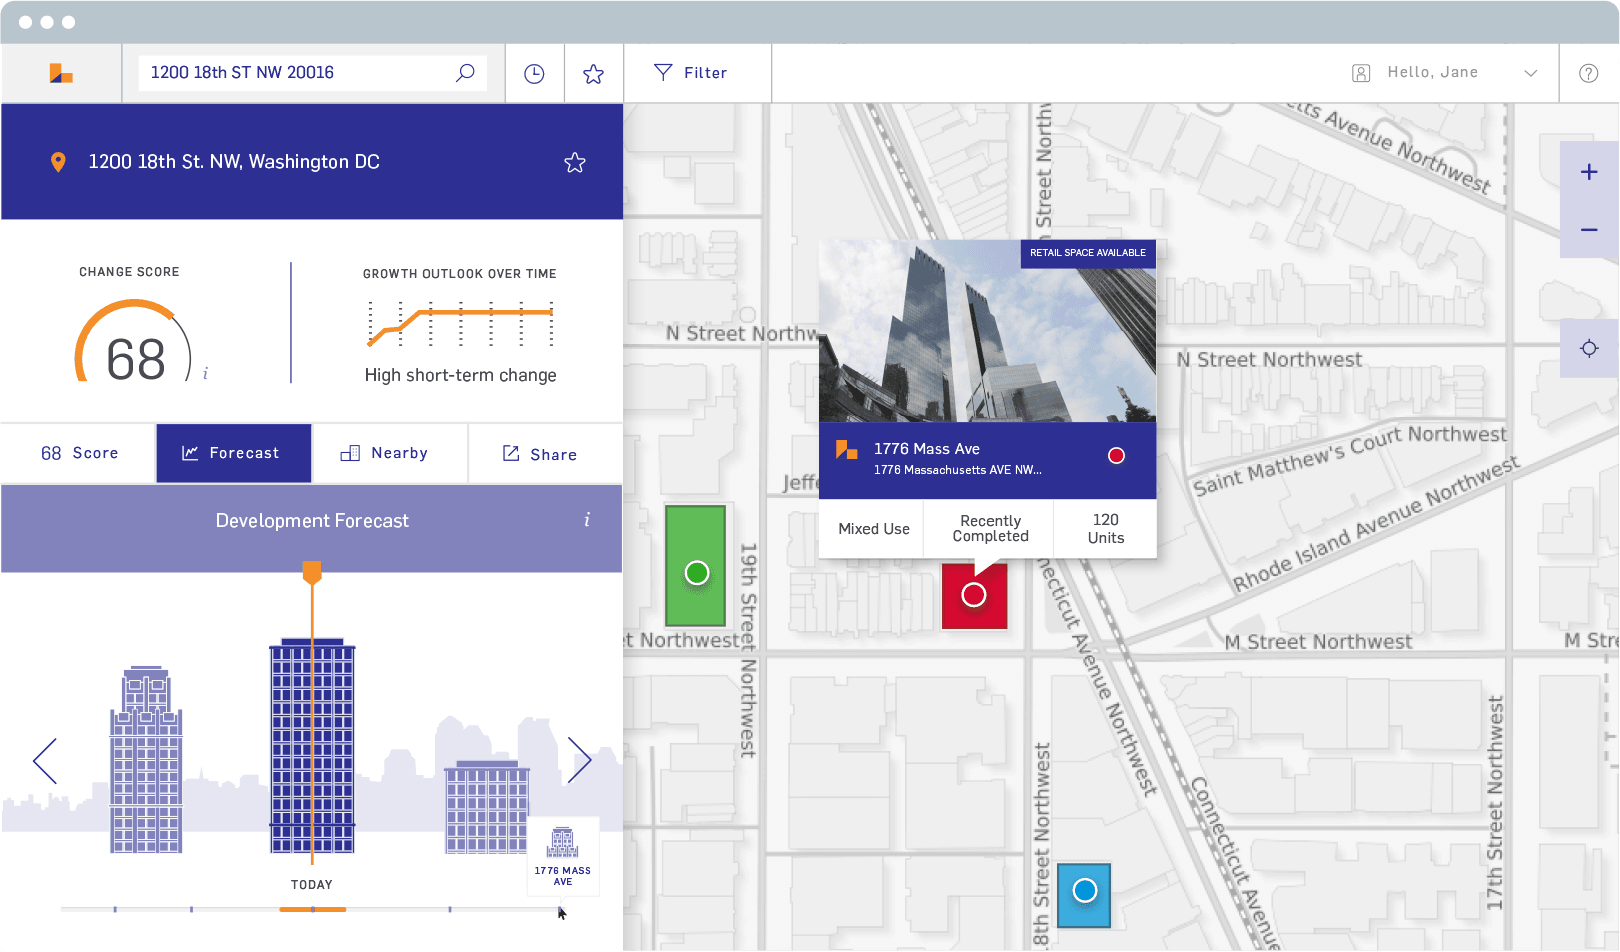 1200 18th ST NW 20016
Filter
Hello, Jane
?
1200 18th St. NW, Washington DC
CHANGE SCORE
68
i
GROWTH OUTLOOK OVER TIME
High short-term change
68 Score
Forecast
Nearby
Share
Development Forecast
i
TODAY
1776 MASS
AVE
RETAIL SPACE AVAILABLE
1776 Mass Ave
1776 Massachusetts AVE NW...
Mixed Use
Recently
Completed
120
Units
+
−
tts Avenue Northwest
Street Northw
N Street Northw
N Street Northwest
Saint Matthew's Court Northwest
Rhode Island Avenue Northwest
Jeffe
19th Street Northwest
et Northwest
necticut Avenue Northwest
M Street Northwest
M Stre
Connecticut Avenue
18th Street Northwest
17th Street Northwest